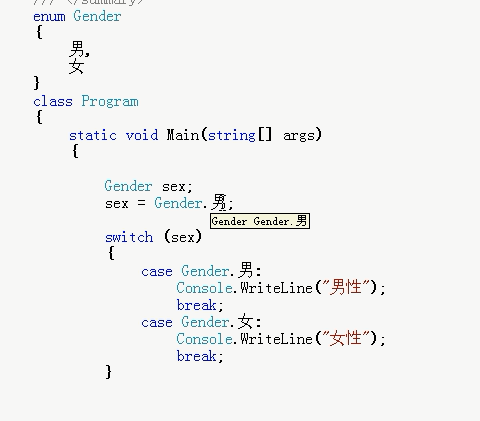 /// </summary>
enum Gender
{
男,
女
}
class Program
{
static void Main(string[] args)
{
Gender sex;
sex = Gender.男;
Gender Gender.男
switch (sex)
{
case Gender.男:
Console.WriteLine("男性");
break;
case Gender.女:
Console.WriteLine("女性");
break;
}